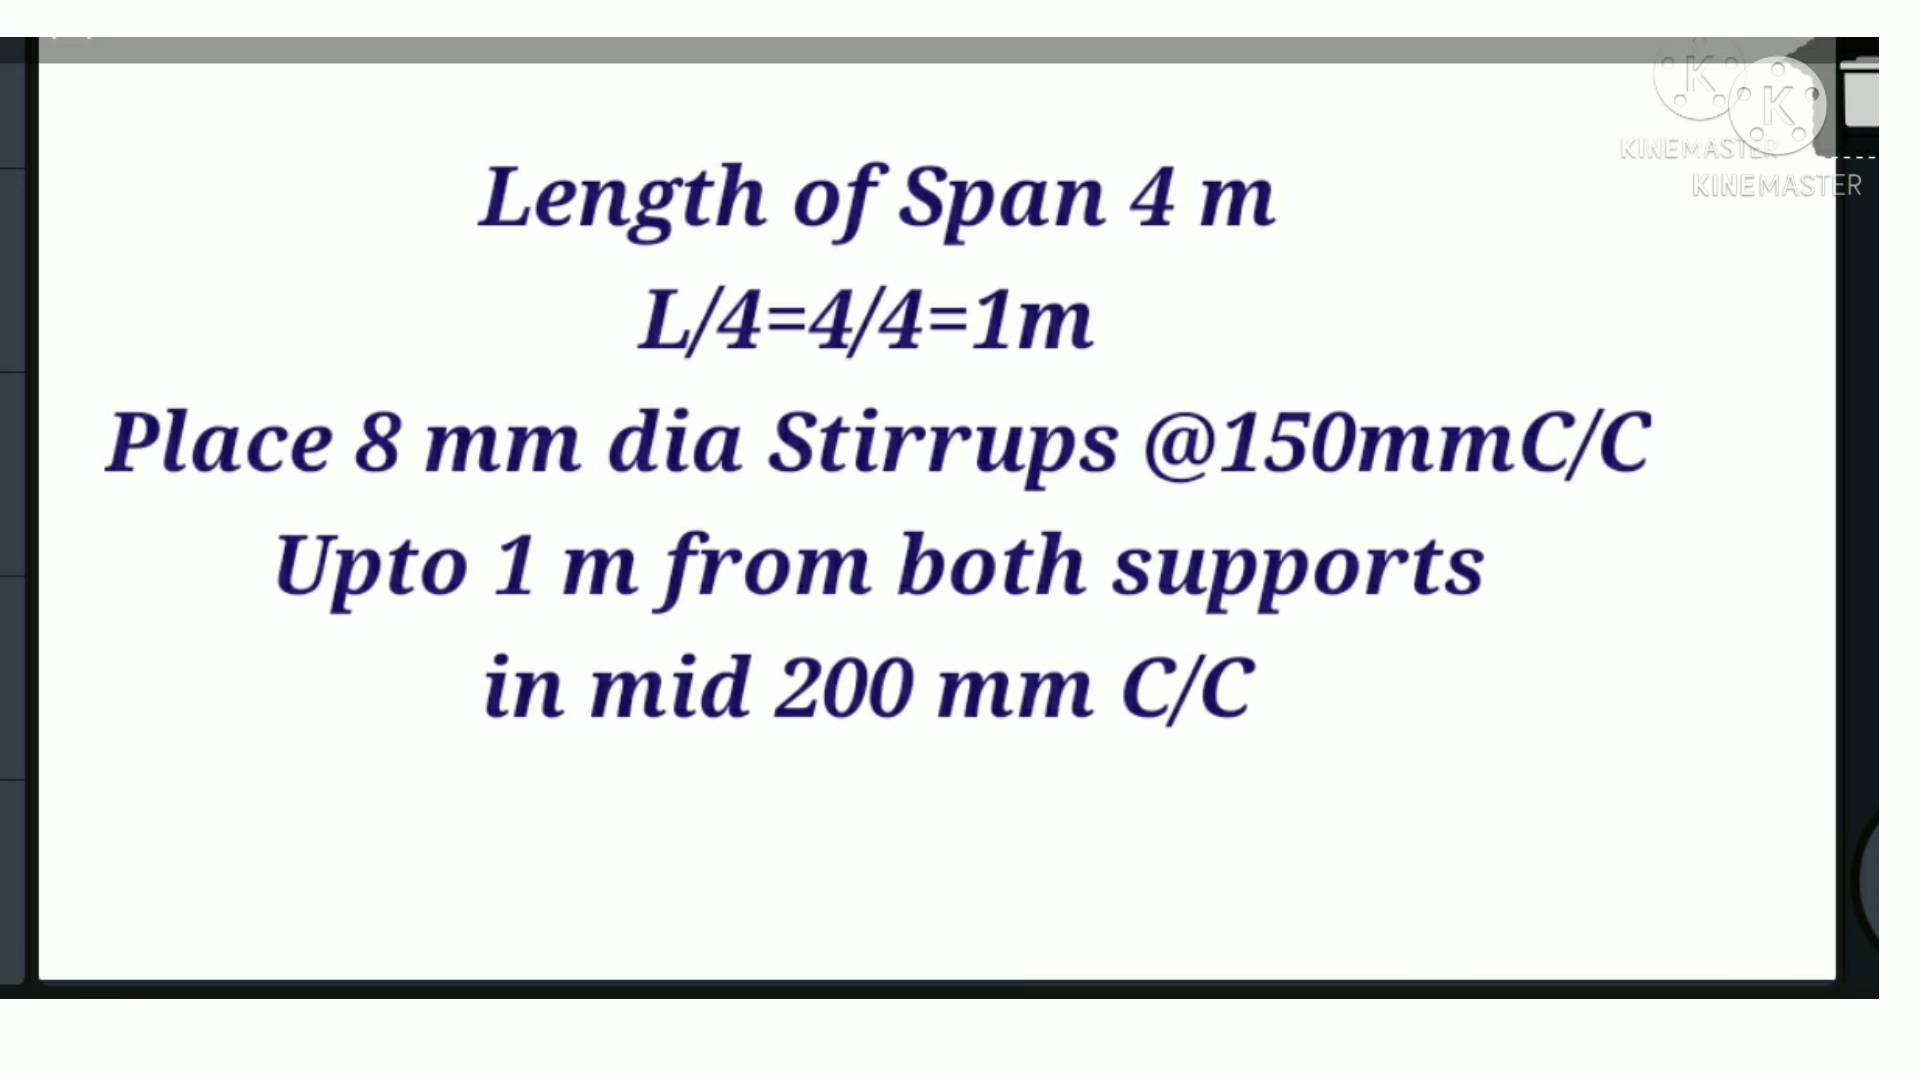 KINEMASTER
KINEMASTER
Length of Span 4 m
L/4=4/4=1m
Place 8 mm dia Stirrups @150mmC/C
Upto 1 m from both supports
in mid 200 mm C/C